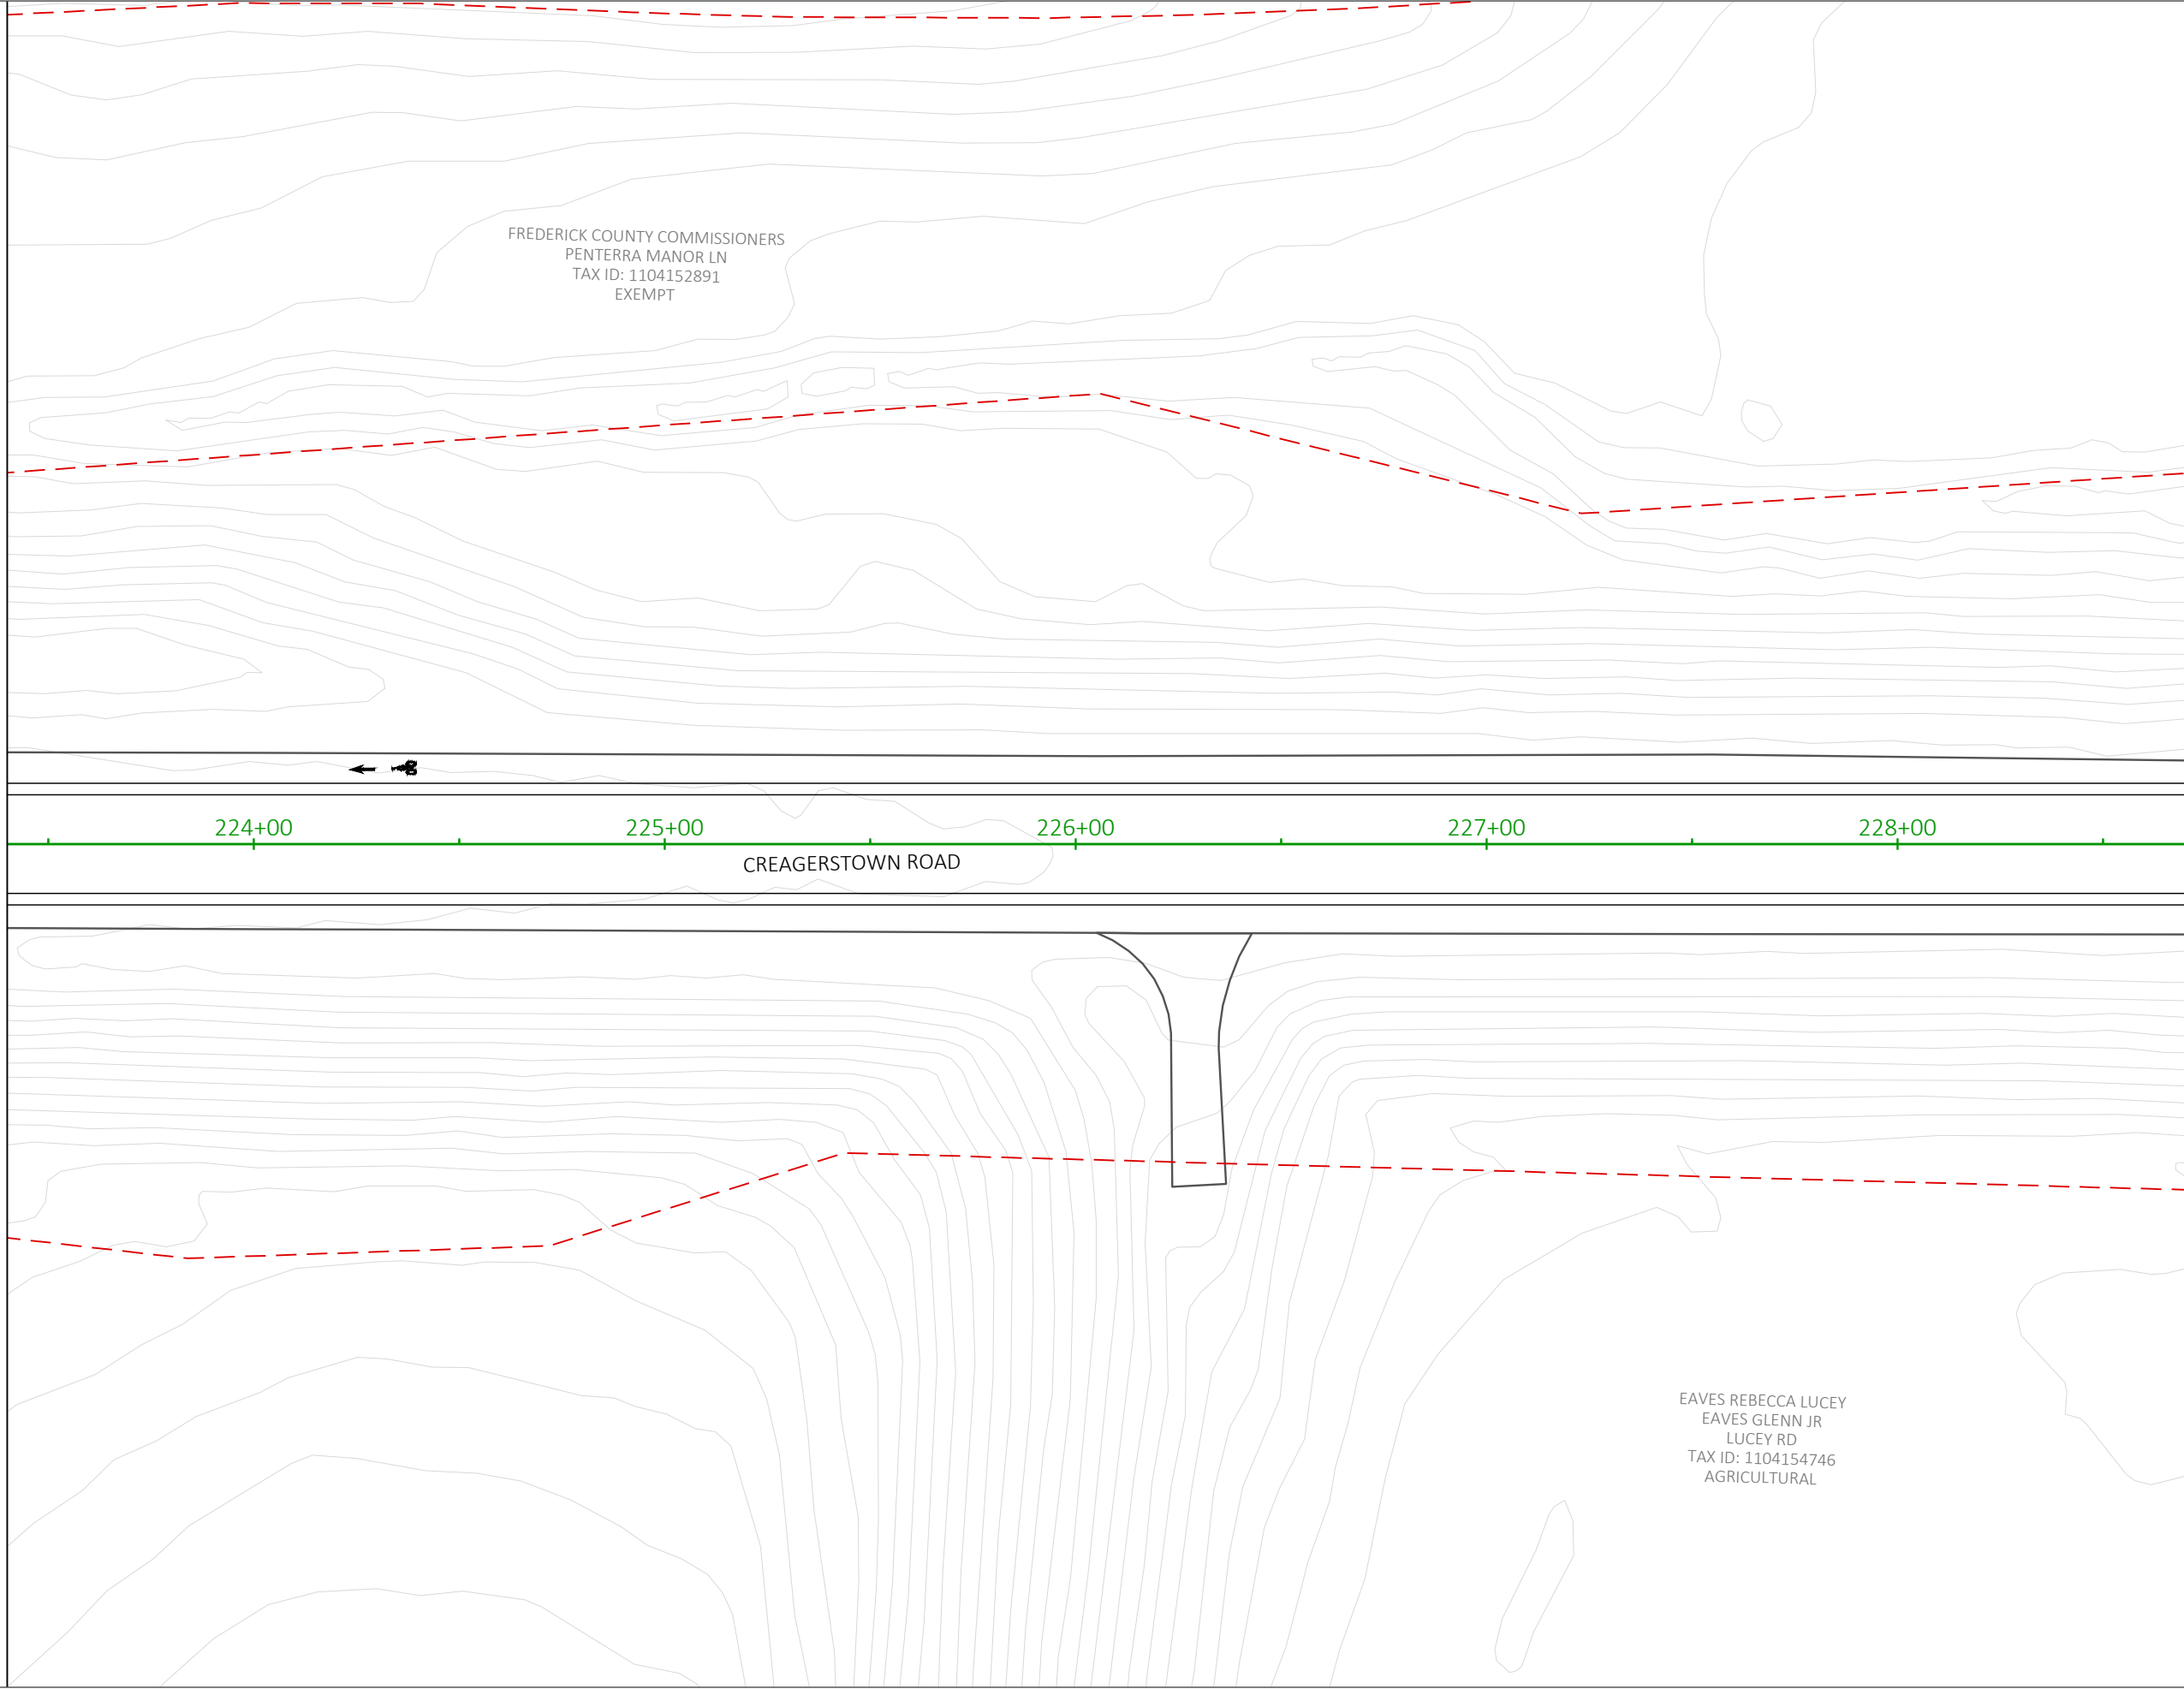 FREDERICK COUNTY COMMISSIONERS
PENTERRA MANOR LN
TAX ID: 1104152891
EXEMPT
224+00
225+00
226+00
227+00
228+00
CREAGERSTOWN ROAD
EAVES REBECCA LUCEY
EAVES GLENN JR
LUCEY RD
TAX ID: 1104154746
AGRICULTURAL